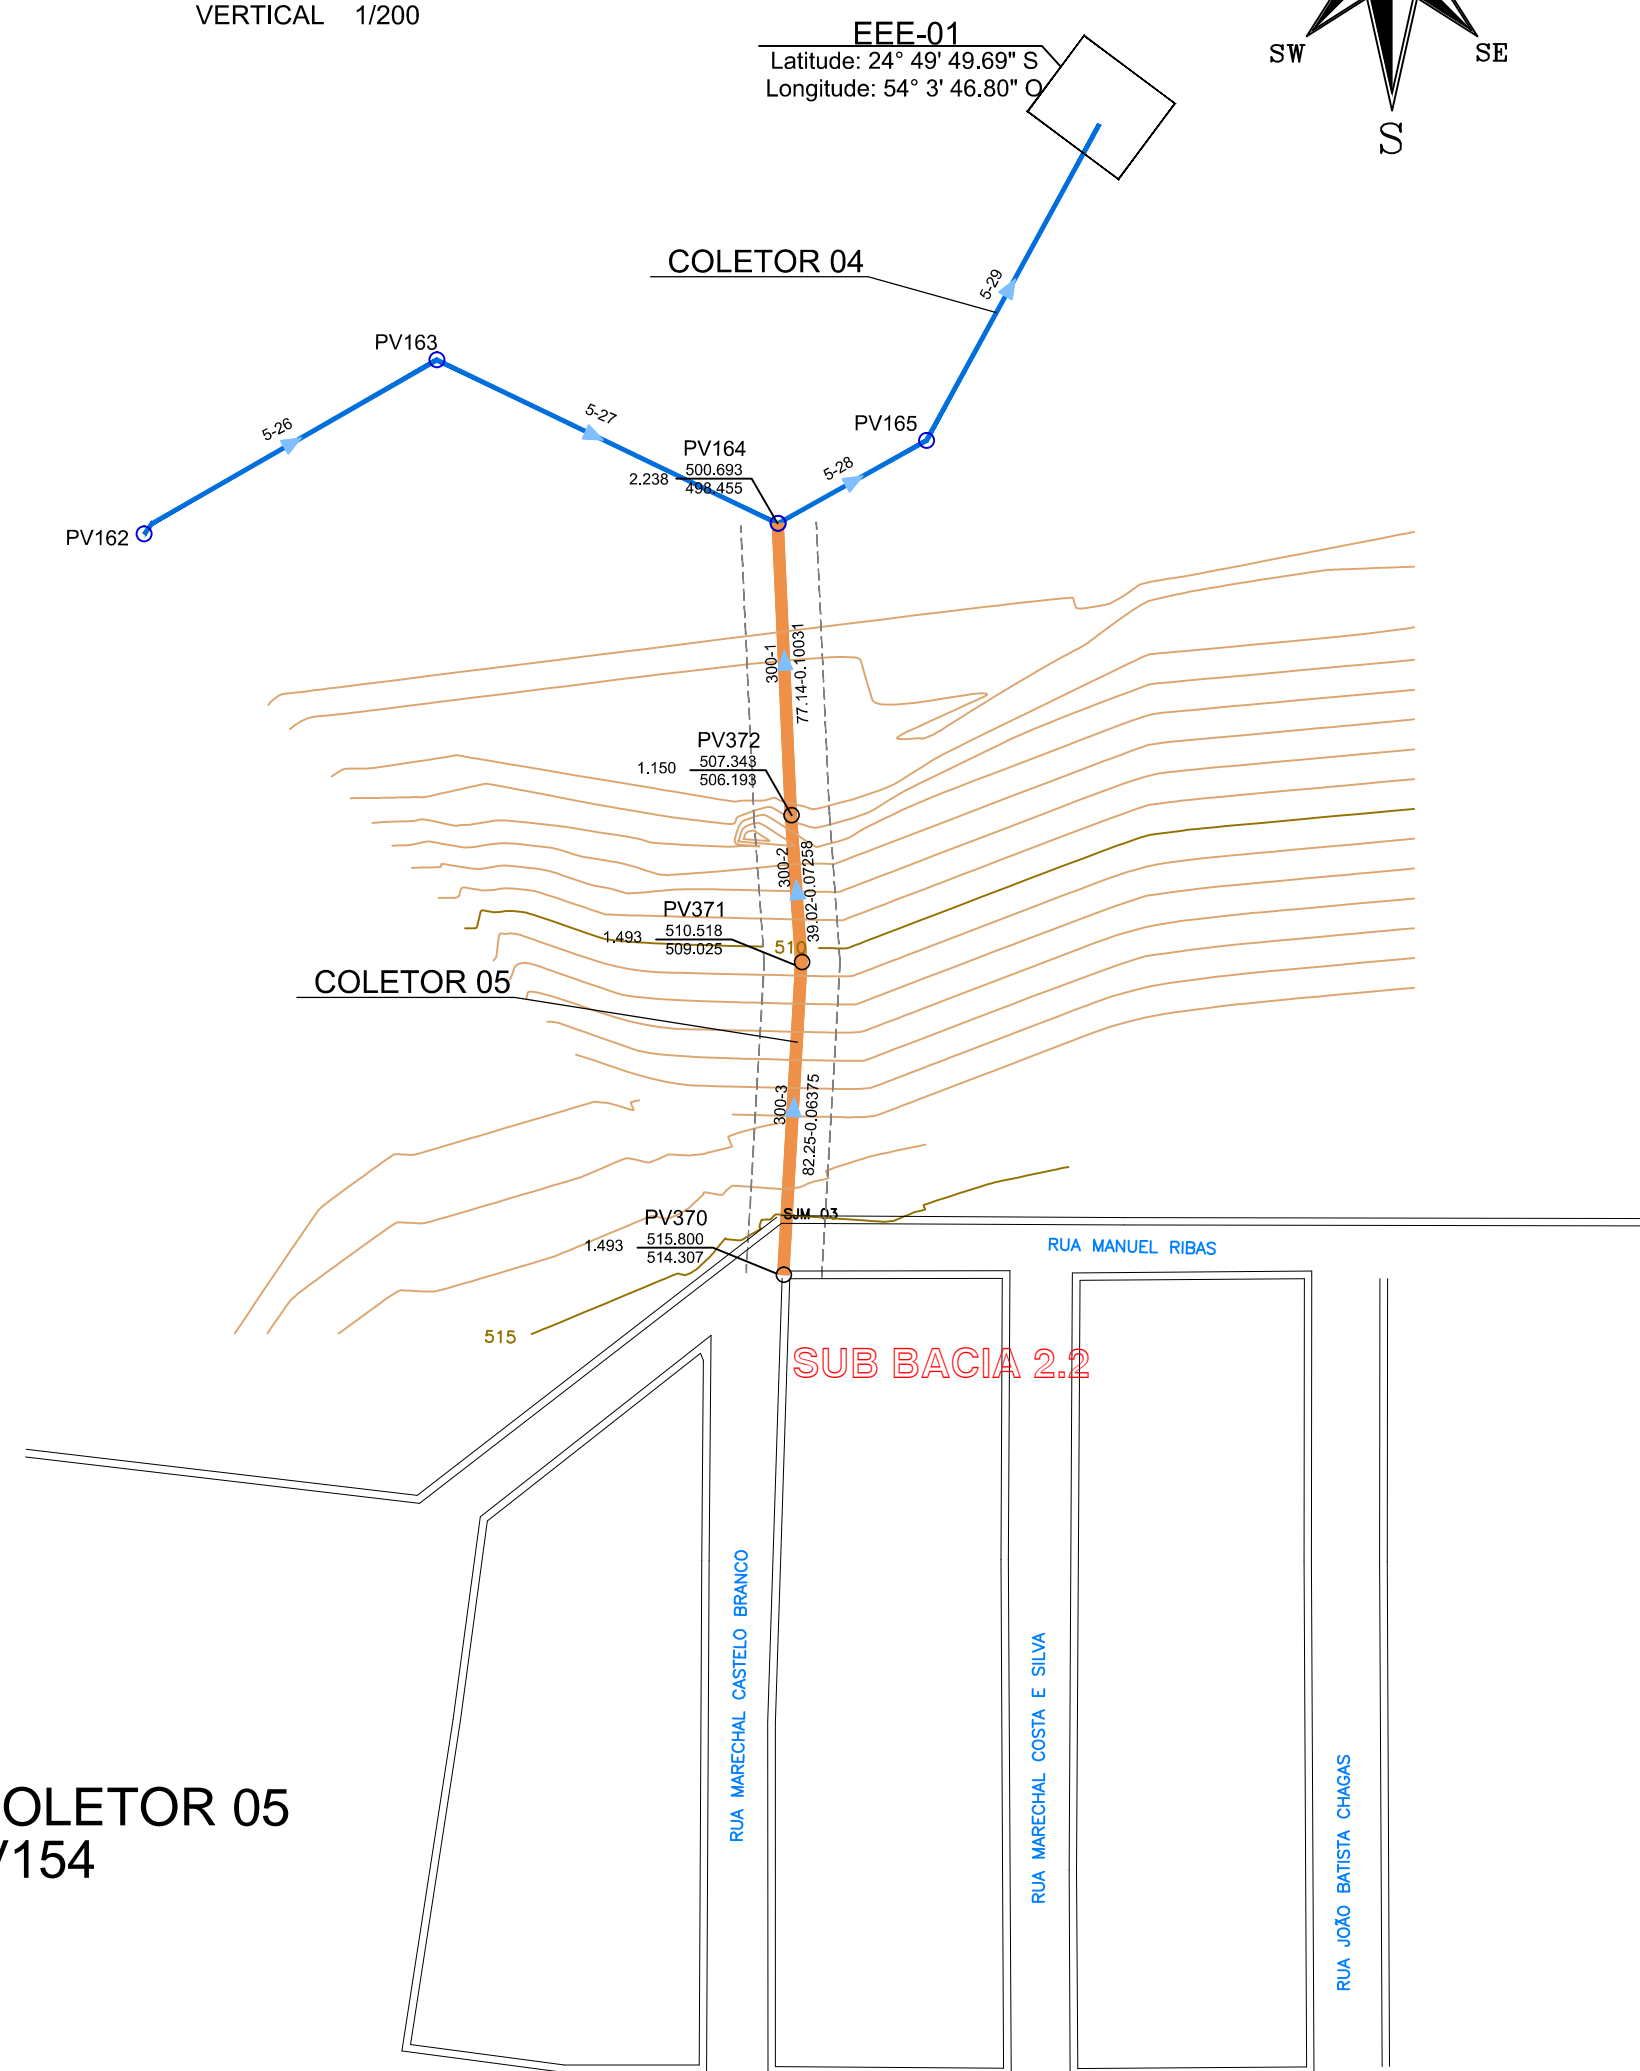 VERTICAL 1/200
EEE-01
Latitude: 24° 49' 49.69" S
Longitude: 54° 3' 46.80" O
SW
SE
S
COLETOR 04
5-29
PV163
5-26
5-27
PV165
PV164
500.693
2.238
498.455
5-28
PV162
300-1
77.14-0.10031
PV372
507.343
1.150
506.193
300-2
39.02-0.07258
PV371
510.518
1.493
509.025
510
COLETOR 05
300-3
82.25-0.06375
SJM 03
PV370
515.800
1.493
514.307
RUA MANUEL RIBAS
515
SUB BACIA 2.2
RUA MARECHAL CASTELO BRANCO
RUA MARECHAL COSTA E SILVA
RUA JOÃO BATISTA CHAGAS
OLETOR 05
V154